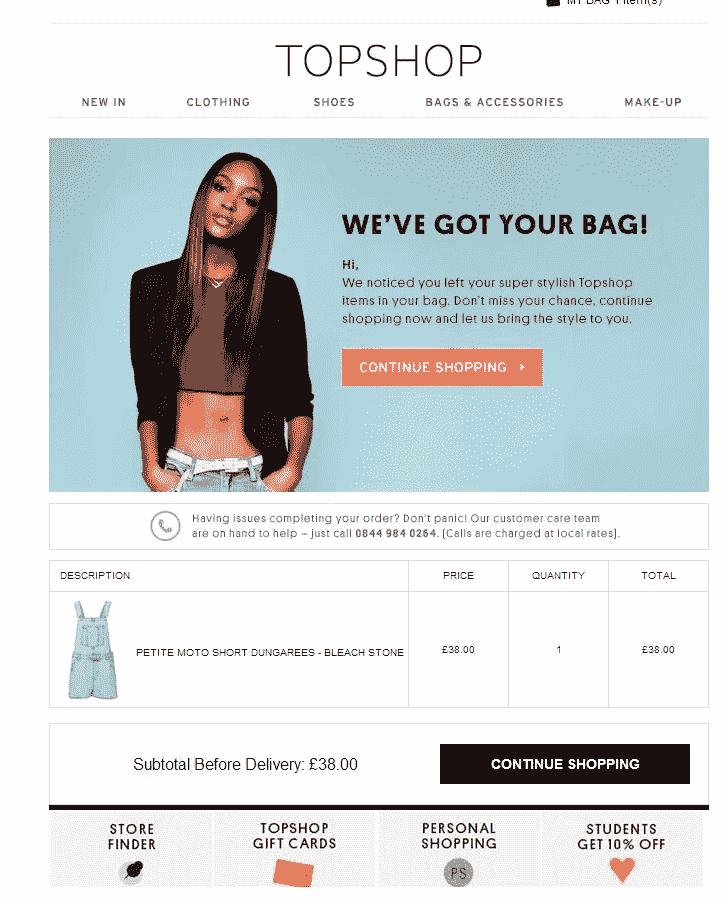 MY BAG 1 item(s)
TOPSHOP
NEW IN CLOTHING SHOES BAGS & ACCESSORIES MAKE-UP
WE'VE GOT YOUR BAG!
Hi,
We noticed you left your super stylish Topshop
items in your bag. Don't miss your chance, continue
shopping now and let us bring the style to you.
CONTINUE SHOPPING
Having issues completing your order? Don't panic! Our customer care team
are on hand to help – just call 0844 984 0264. (Calls are charged at local rates).
DESCRIPTION PRICE QUANTITY TOTAL
PETITE MOTO SHORT DUNGAREES - BLEACH STONE £38.00 1 £38.00
Subtotal Before Delivery: £38.00 CONTINUE SHOPPING
STORE
FINDER
TOPSHOP
GIFT CARDS
PERSONAL
SHOPPING
PS
STUDENTS
GET 10% OFF